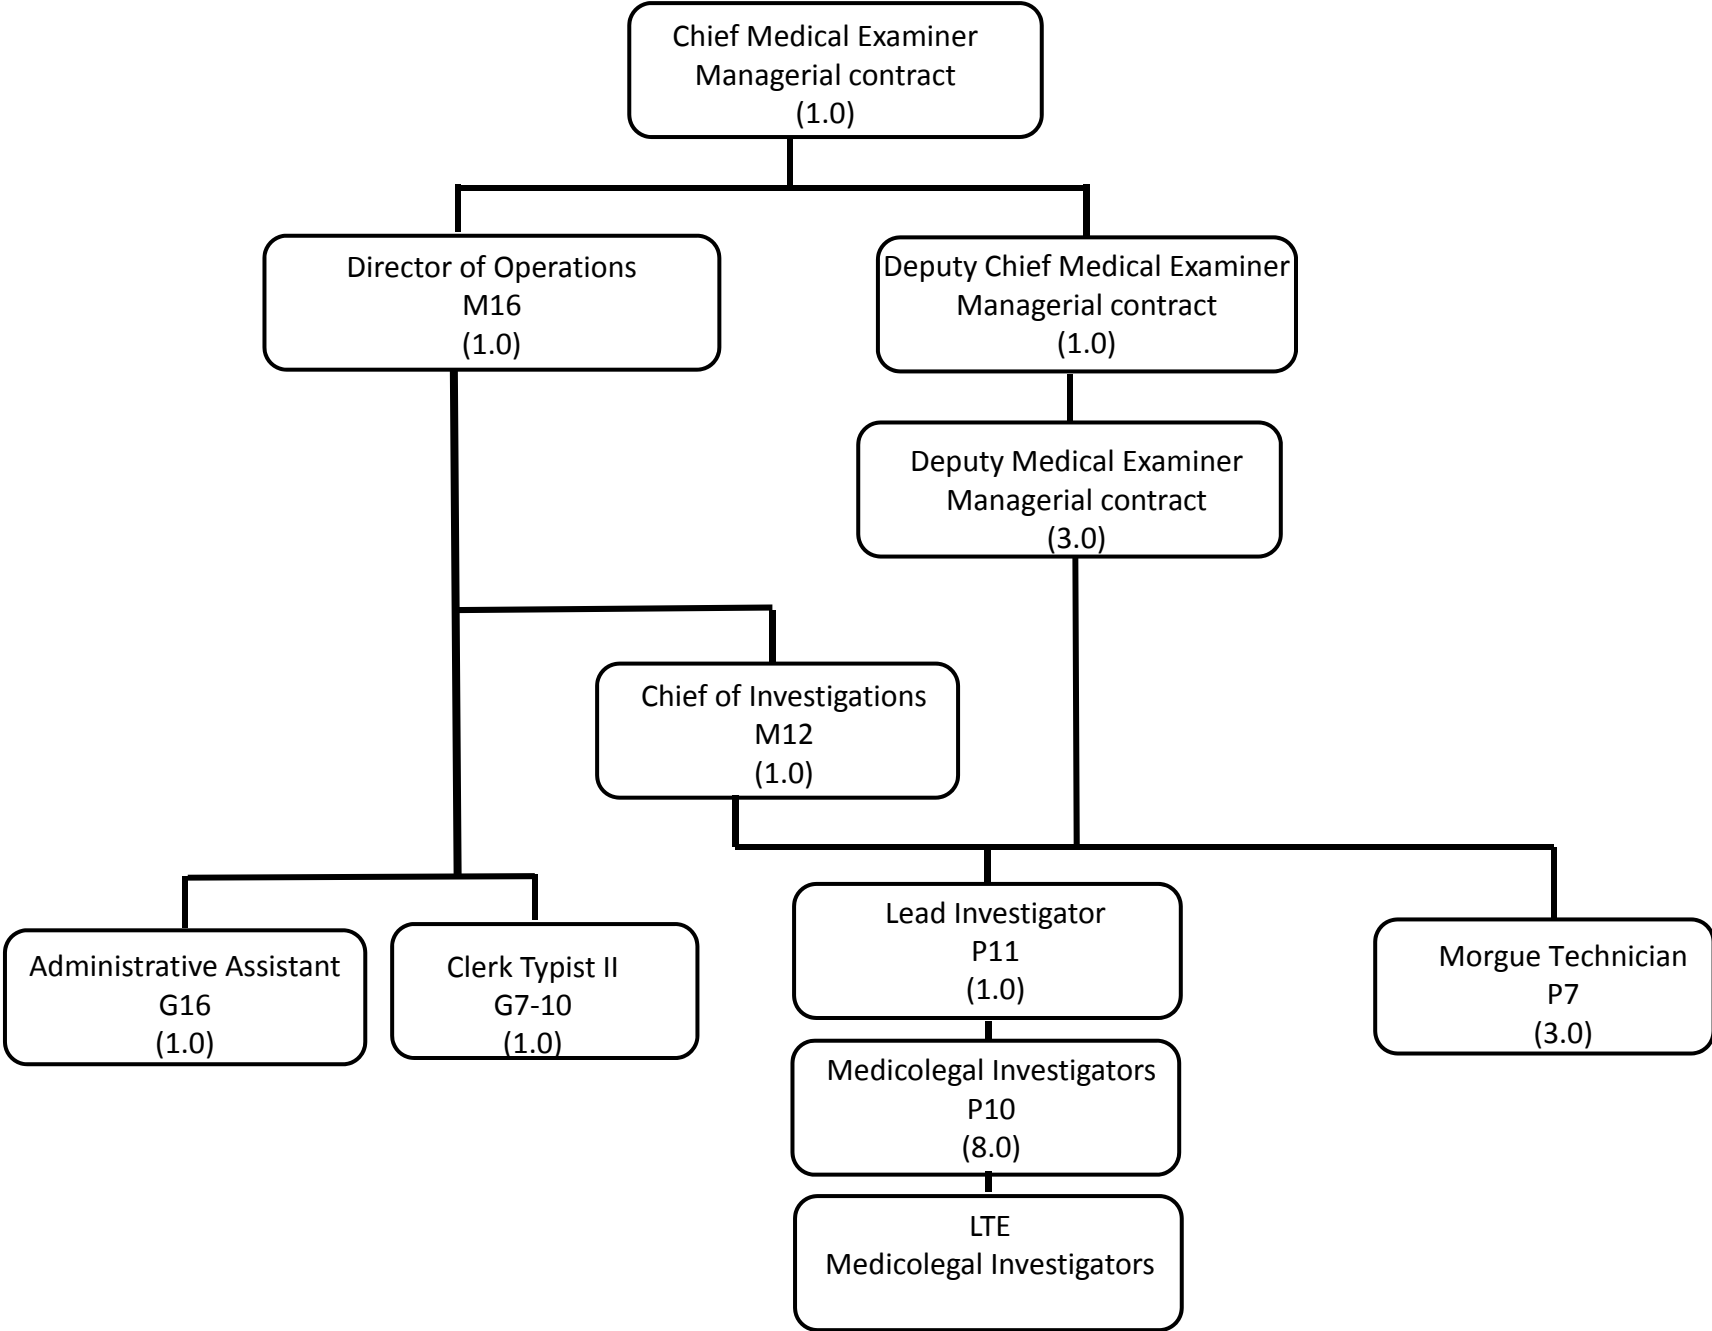 Chief Medical Examiner
Managerial contract
(1.0)
Director of Operations
M16
(1.0)
Deputy Chief Medical Examiner
Managerial contract
(1.0)
Deputy Medical Examiner
Managerial contract
(3.0)
Chief of Investigations
M12
(1.0)
Administrative Assistant
G16
(1.0)
Clerk Typist II
G7-10
(1.0)
Lead Investigator
P11
(1.0)
Morgue Technician
P7
(3.0)
Medicolegal Investigators
P10
(8.0)
LTE
Medicolegal Investigators